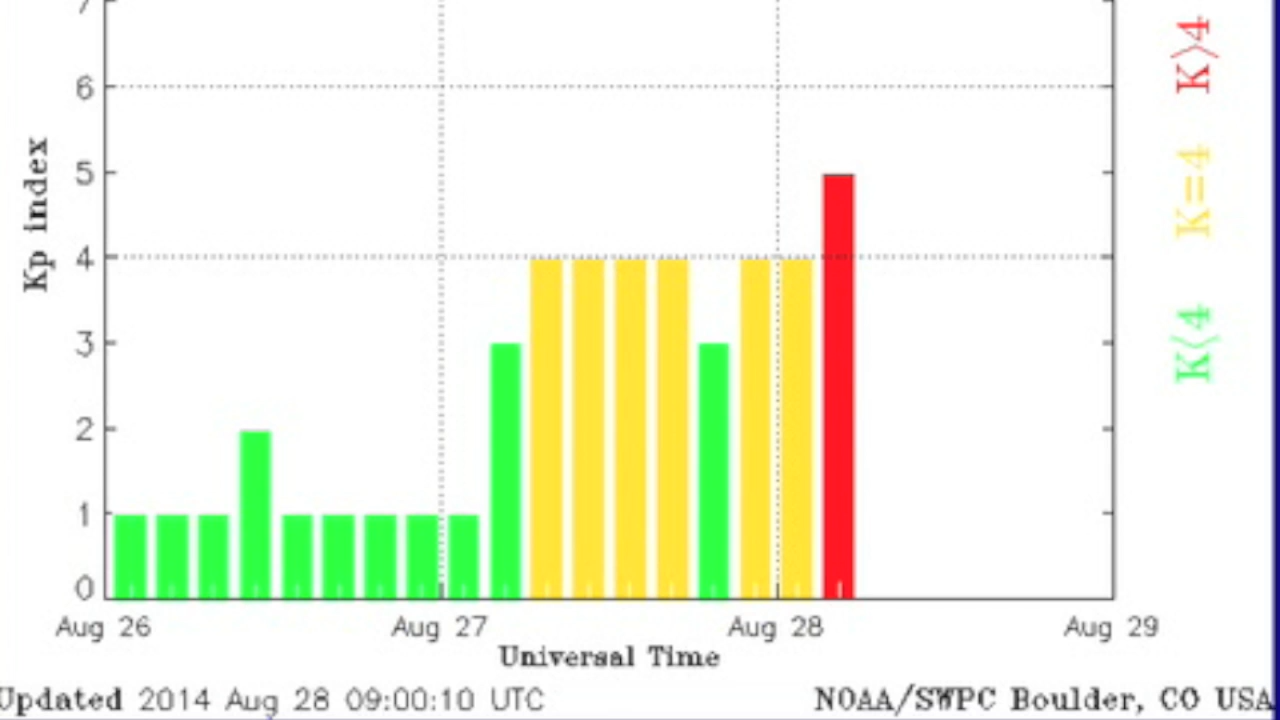 7
6
5
4
3
2
1
0
Kp index
Aug 26
Aug 27
Aug 28
Aug 29
Universal Time
Updated 2014 Aug 28 09:00:10 UTC
NOAA/SWPC Boulder, CO USA
K<4
K=4
K>4